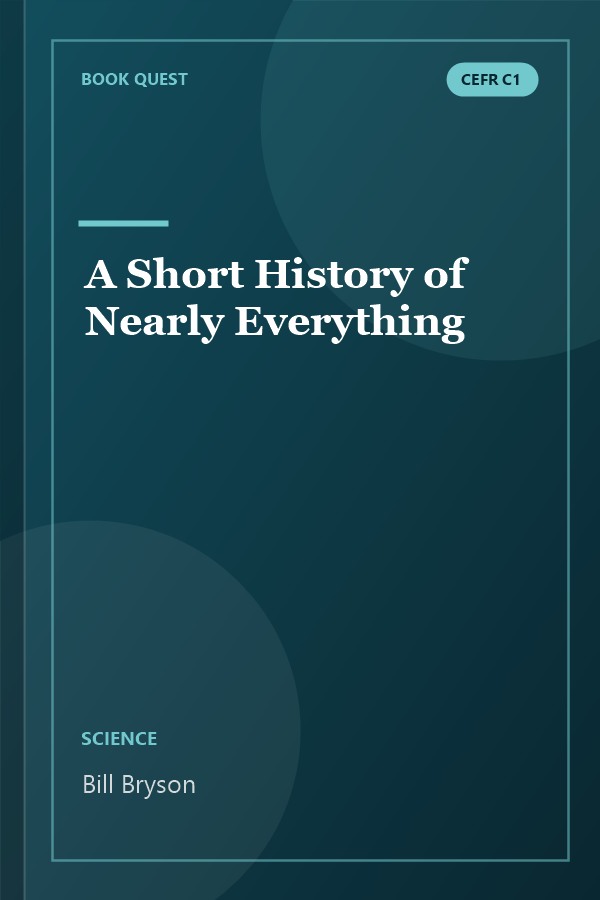 BOOK QUEST
CEFR C1
A Short History of
Nearly Everything
SCIENCE
Bill Bryson